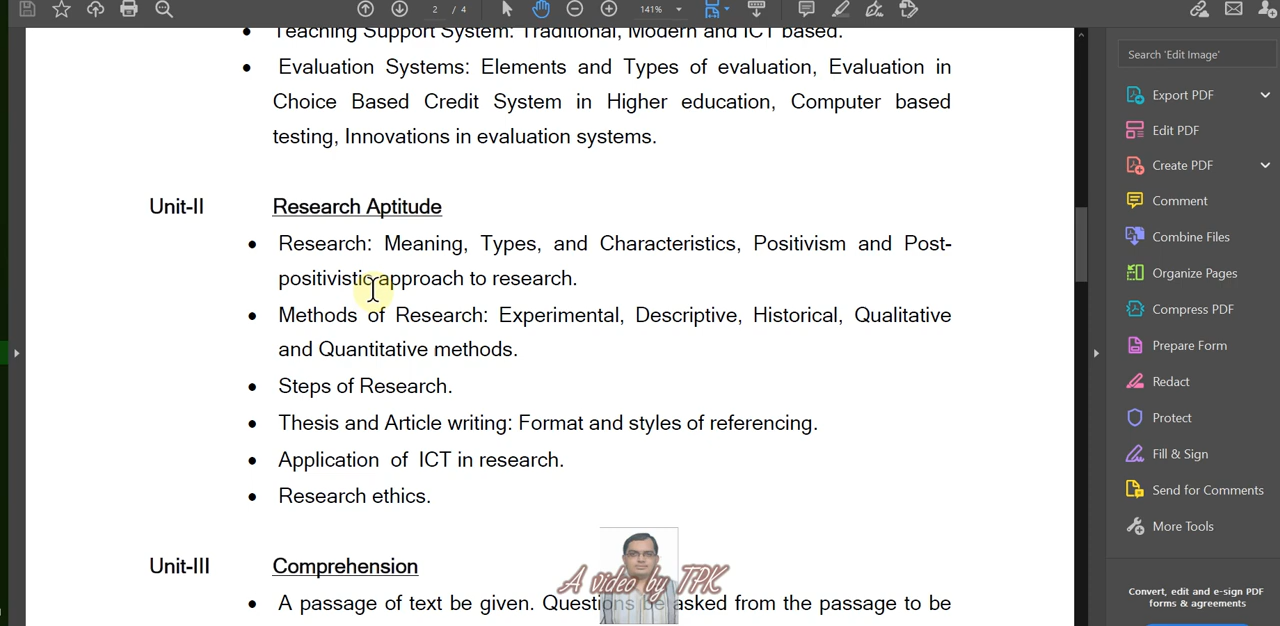 2 / 4
141%
Search 'Edit Image'
Teaching Support System: Traditional, Modern and ICT based.
Evaluation Systems: Elements and Types of evaluation, Evaluation in
Choice Based Credit System in Higher education, Computer based
testing, Innovations in evaluation systems.
Unit-II Research Aptitude
Research: Meaning, Types, and Characteristics, Positivism and Post-
positivistic approach to research.
Methods of Research: Experimental, Descriptive, Historical, Qualitative
and Quantitative methods.
Steps of Research.
Thesis and Article writing: Format and styles of referencing.
Application of ICT in research.
Research ethics.
Unit-III Comprehension
A passage of text be given. Questions be asked from the passage to be
A video by TPK
Export PDF
Edit PDF
Create PDF
Comment
Combine Files
Organize Pages
Compress PDF
Prepare Form
Redact
Protect
Fill & Sign
Send for Comments
More Tools
Convert, edit and e-sign PDF
forms & agreements